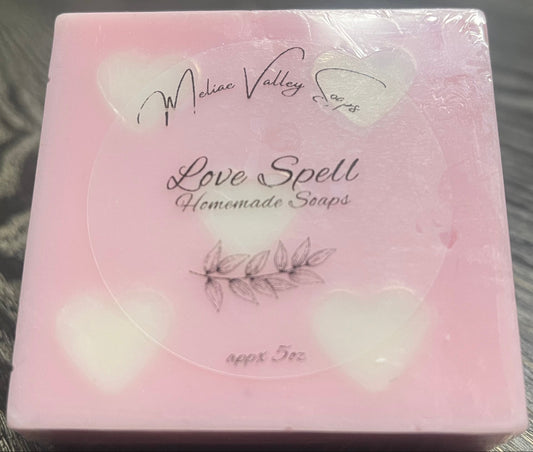 Meliae Valley Soaps
Love Spell
Homemade Soaps
appx 5oz